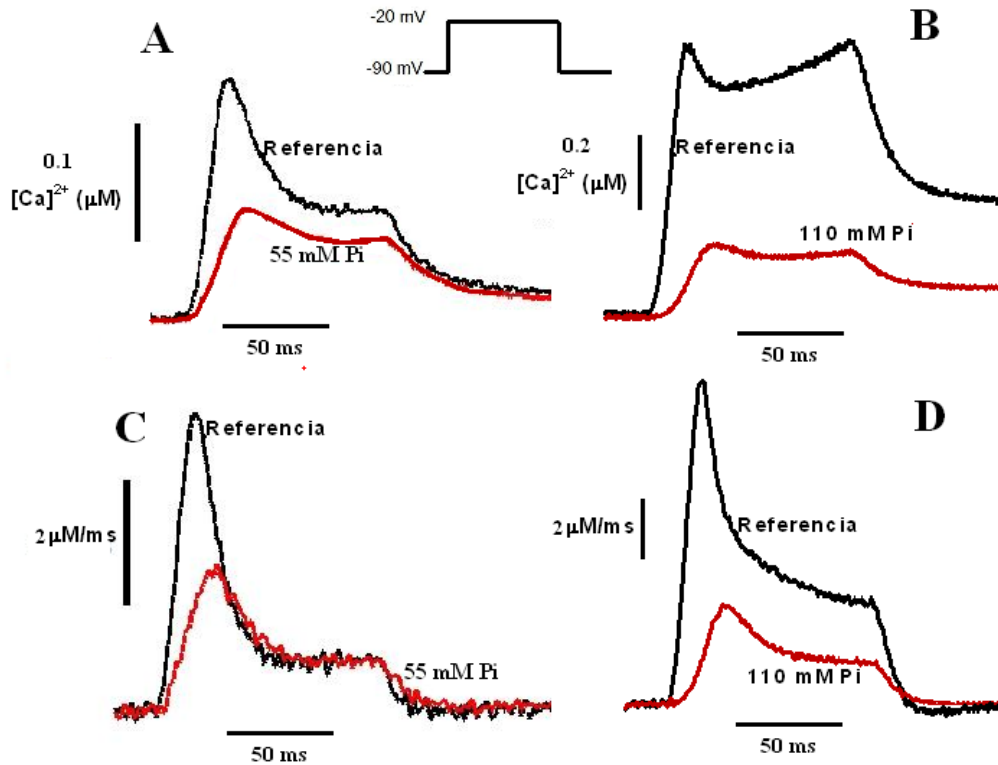 A
-20 mV
-90 mV
B
0.1
[Ca]²⁺ (µM)
Referencia
55 mM Pi
50 ms
0.2
[Ca]²⁺ (µM)
Referencia
110 mM Pi
50 ms
C
Referencia
2 µM/ms
55 mM Pi
50 ms
D
2 µM/ms
Referencia
110 mM Pi
50 ms